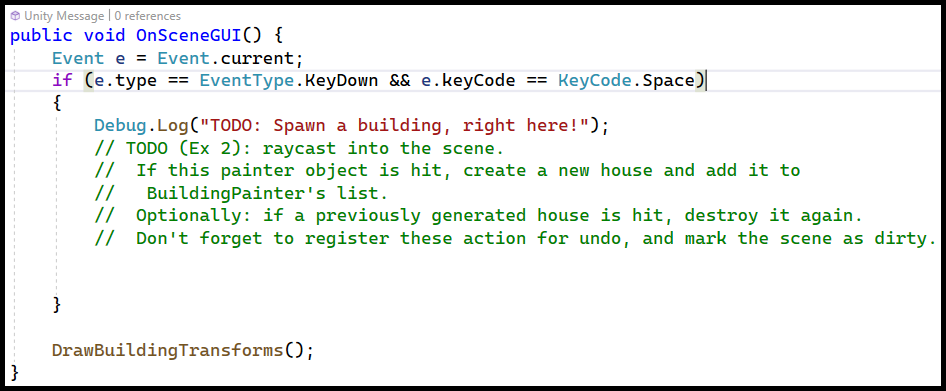 Unity Message | 0 references
public void OnSceneGUI() {
Event e = Event.current;
if (e.type == EventType.KeyDown && e.keyCode == KeyCode.Space)
{
Debug.Log("TODO: Spawn a building, right here!");
// TODO (Ex 2): raycast into the scene.
//  If this painter object is hit, create a new house and add it to
//   BuildingPainter's list.
//  Optionally: if a previously generated house is hit, destroy it again.
//  Don't forget to register these action for undo, and mark the scene as dirty.
}
DrawBuildingTransforms();
}